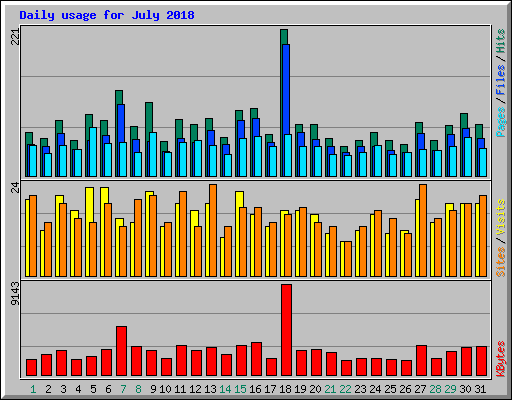 Daily usage for July 2018
221
Pages / Files / Hits
24
Sites / Visits
9143
KBytes
1 2 3 4 5 6 7 8 9 10 11 12 13 14 15 16 17 18 19 20 21 22 23 24 25 26 27 28 29 30 31